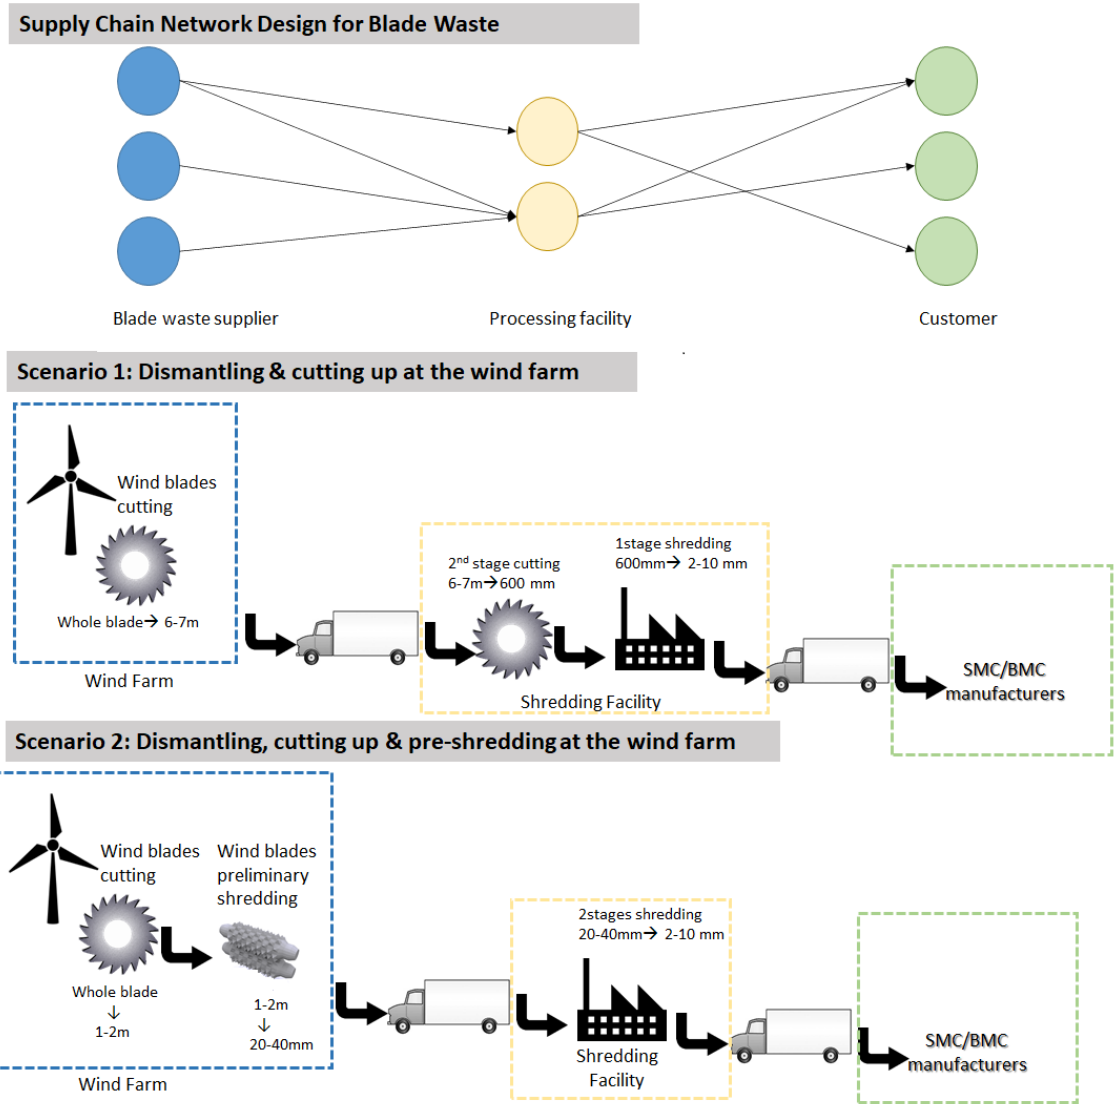 Supply Chain Network Design for Blade Waste
Blade waste supplier
Processing facility
Customer
Scenario 1: Dismantling & cutting up at the wind farm
Wind blades
cutting
Whole blade→ 6-7m
Wind Farm
2nd stage cutting
6-7m→600 mm
1stage shredding
600mm→ 2-10 mm
Shredding Facility
SMC/BMC
manufacturers
Scenario 2: Dismantling, cutting up & pre-shredding at the wind farm
Wind blades
cutting
Whole blade
↓
1-2m
Wind blades
preliminary
shredding
1-2m
↓
20-40mm
Wind Farm
2stages shredding
20-40mm→ 2-10 mm
Shredding
Facility
SMC/BMC
manufacturers